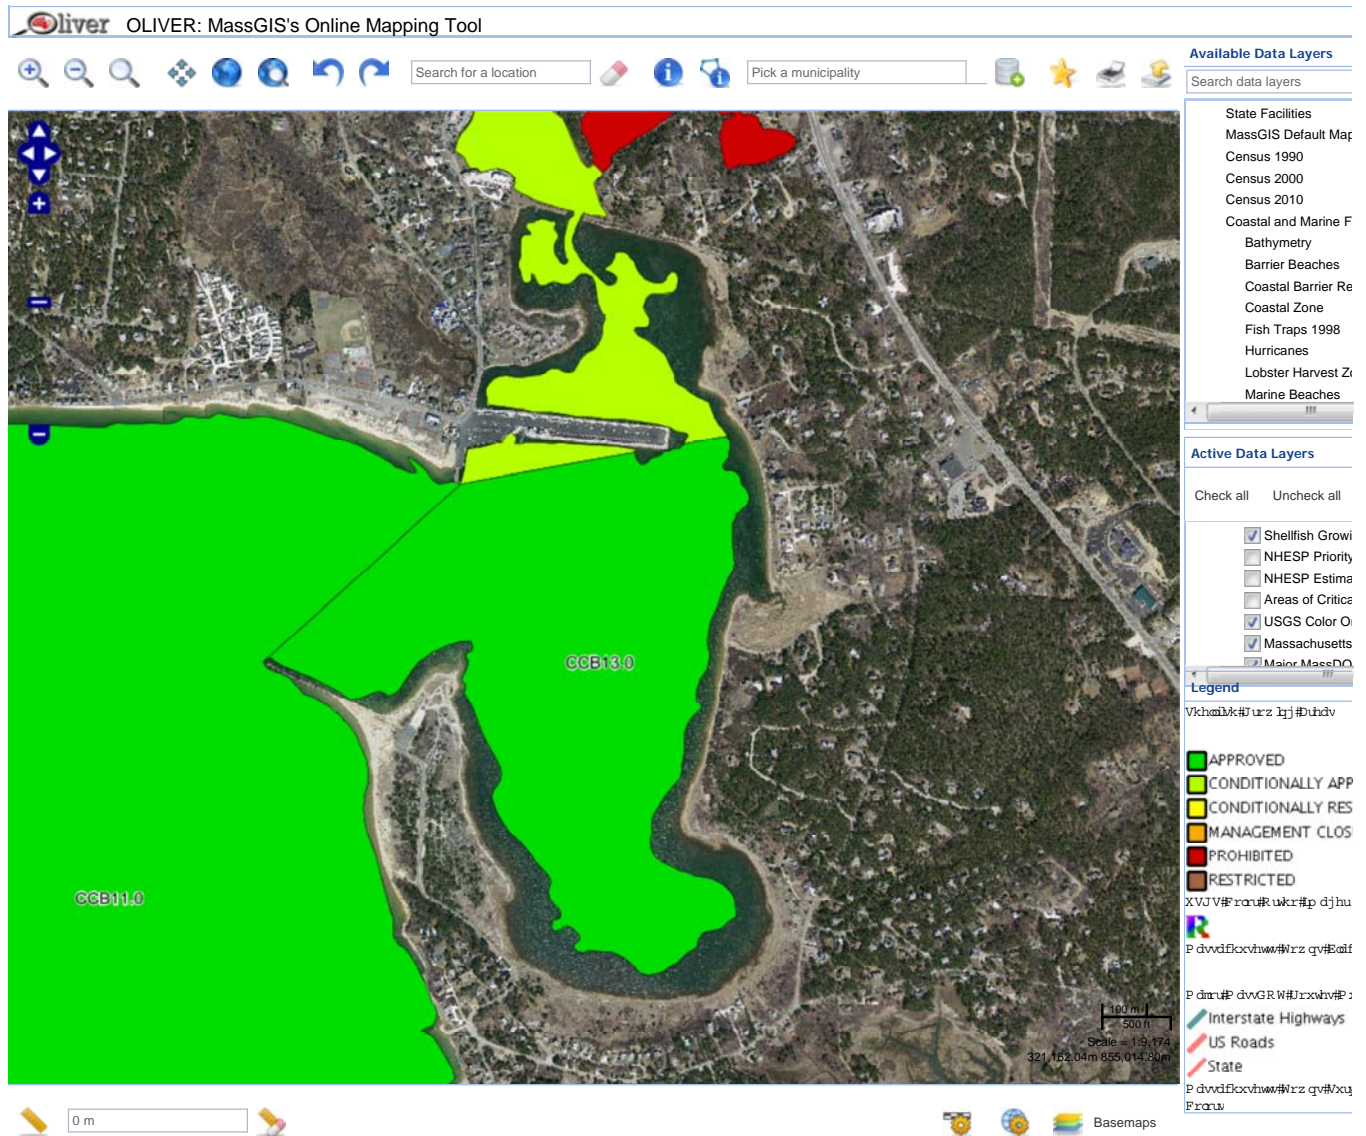 Oliver OLIVER: MassGIS's Online Mapping Tool
Search for a location
Pick a municipality
Available Data Layers
Search data layers
State Facilities
MassGIS Default Map
Census 1990
Census 2000
Census 2010
Coastal and Marine F
Bathymetry
Barrier Beaches
Coastal Barrier Re
Coastal Zone
Fish Traps 1998
Hurricanes
Lobster Harvest Zo
Marine Beaches
Active Data Layers
Check all Uncheck all
Shellfish Growi
NHESP Priority
NHESP Estima
Areas of Critica
USGS Color Or
Massachusetts
Major MassDO
Legend
APPROVED
CONDITIONALLY APP
CONDITIONALLY RES
MANAGEMENT CLOS
PROHIBITED
RESTRICTED
Interstate Highways
US Roads
State
CCB13.0
CCB11.0
100 m
500 ft
Scale = 1:9,174
321,162.04m 855,014.80m
0 m
Basemaps